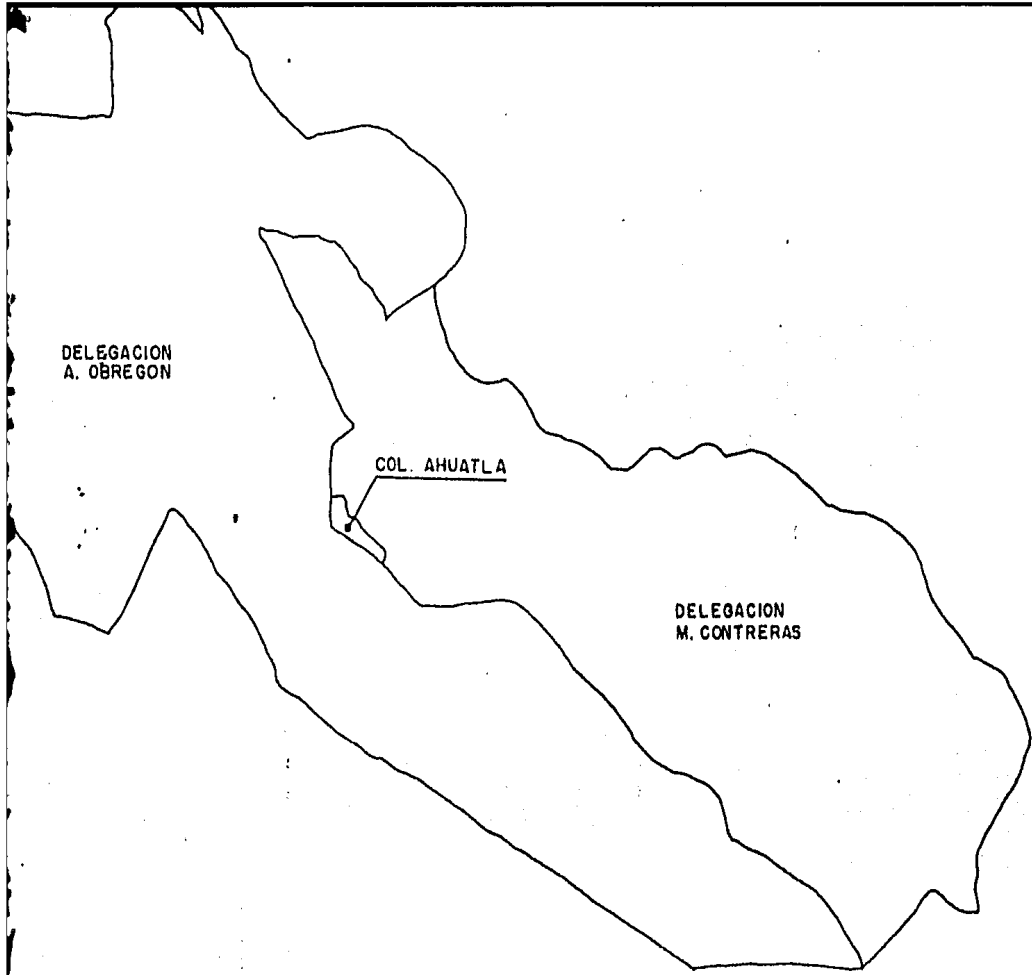 DELEGACION
A. OBREGON
COL. AHUATLA
DELEGACION
M. CONTRERAS